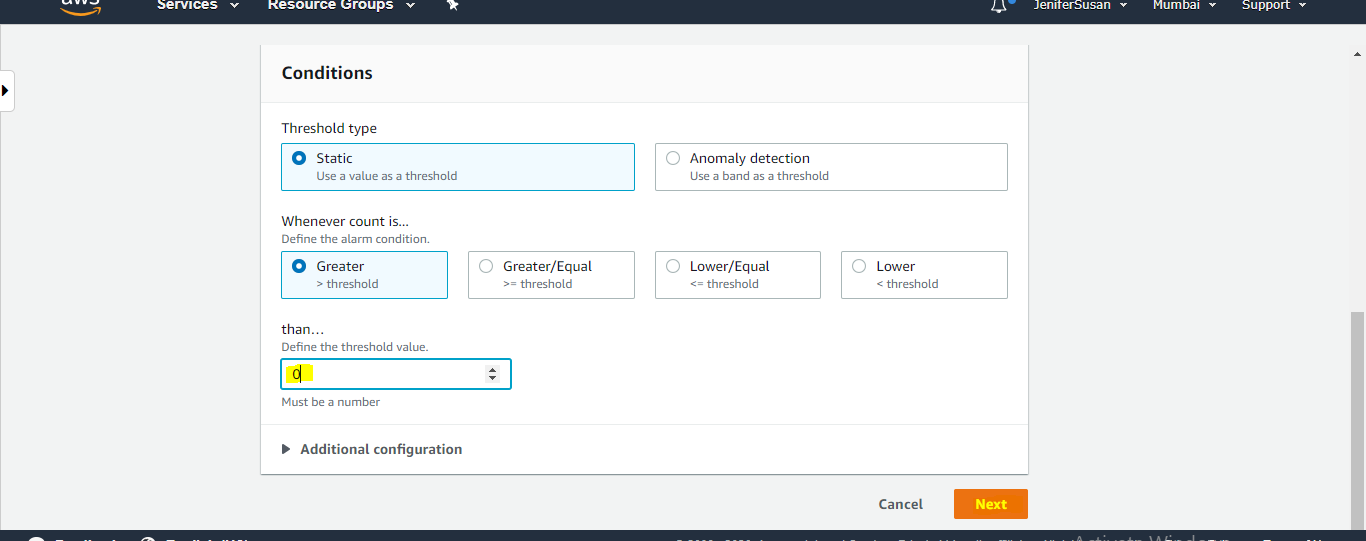 aws Services Resource Groups JeniferSusan Mumbai Support
Conditions
Threshold type
Static
Use a value as a threshold
Anomaly detection
Use a band as a threshold
Whenever count is...
Define the alarm condition.
Greater
> threshold
Greater/Equal
>= threshold
Lower/Equal
<= threshold
Lower
< threshold
than…
Define the threshold value.
0
Must be a number
Additional configuration
Cancel
Next